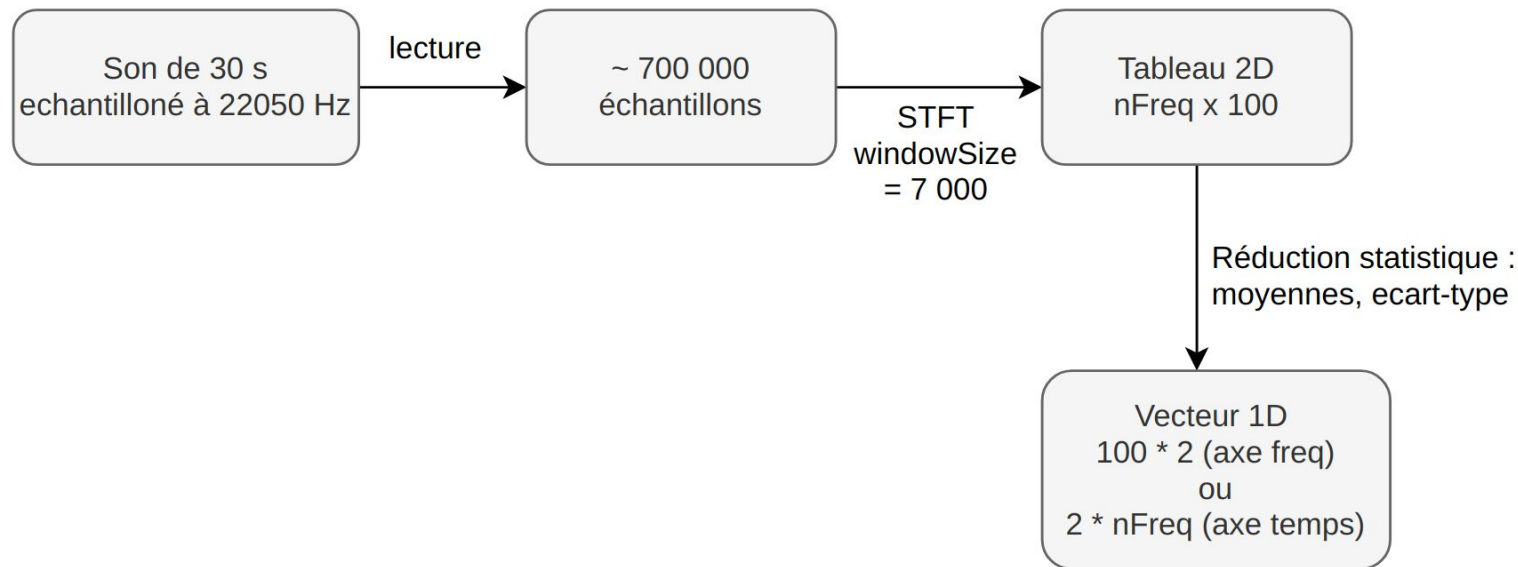 Son de 30 s
echantilloné à 22050 Hz
lecture
~ 700 000
échantillons
STFT
windowSize
= 7 000
Tableau 2D
nFreq x 100
Réduction statistique :
moyennes, ecart-type
Vecteur 1D
100 * 2 (axe freq)
ou
2 * nFreq (axe temps)